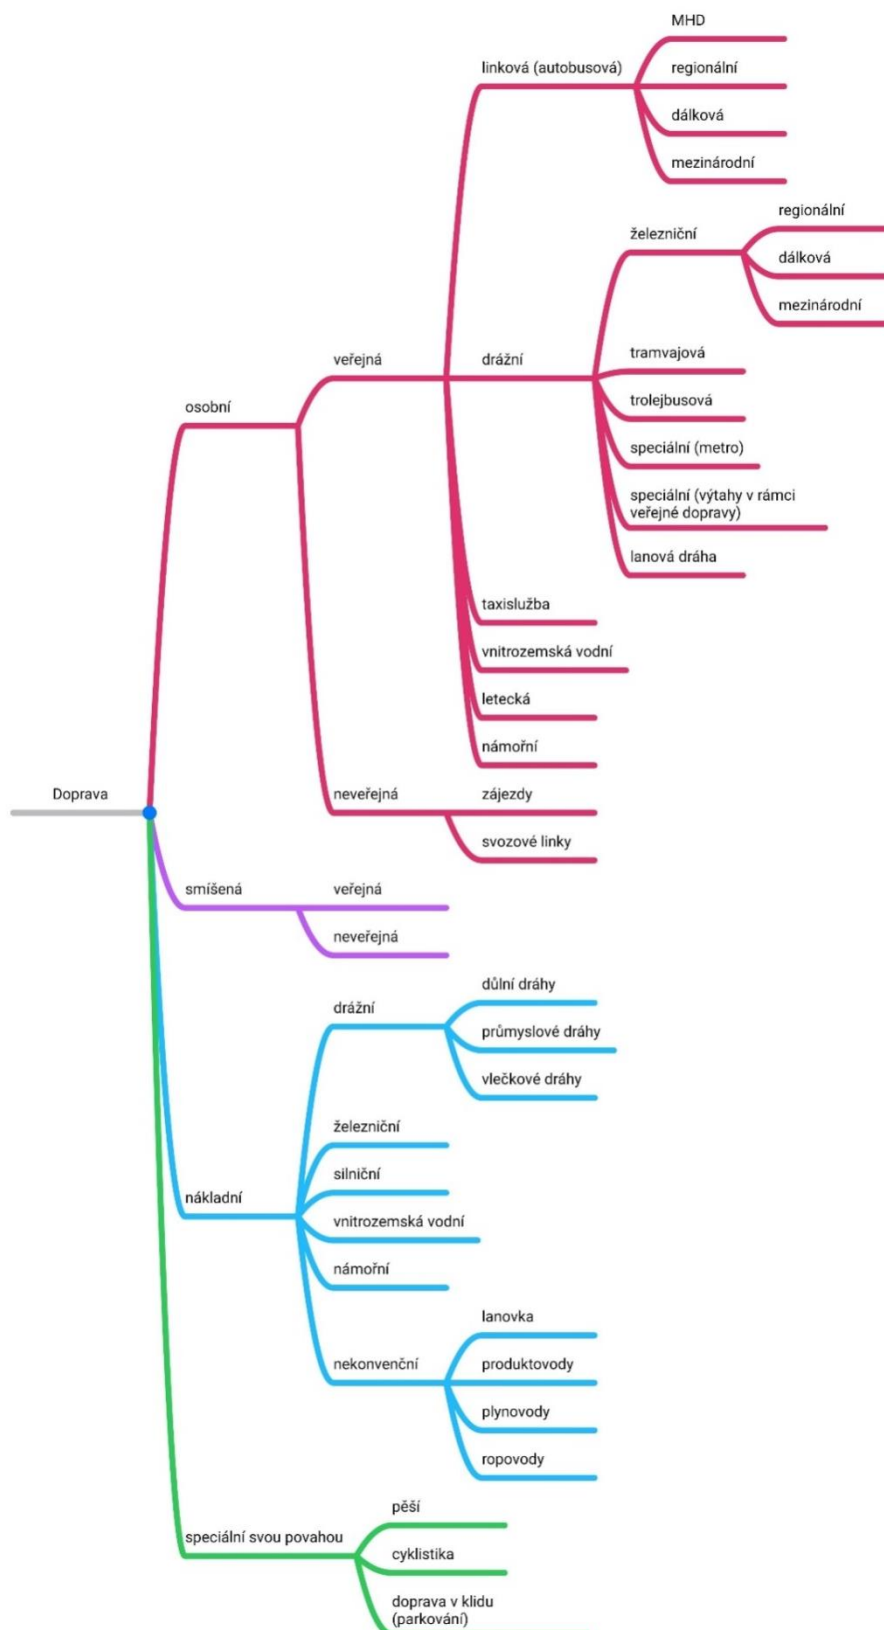 MHD
linková (autobusová)
regionální
dálková
mezinárodní
regionální
železniční
dálková
mezinárodní
veřejná
drážní
tramvajová
trolejbusová
osobní
speciální (metro)
speciální (výtahy v rámci
veřejné dopravy)
lanová dráha
taxislužba
vnitrozemská vodní
letecká
námořní
Doprava
neveřejná
zájezdy
svozové linky
smíšená
veřejná
neveřejná
důlní dráhy
drážní
průmyslové dráhy
vlečkové dráhy
železniční
silniční
nákladní
vnitrozemská vodní
námořní
lanovka
nekonvenční
produktovody
plynovody
ropovody
pěší
speciální svou povahou
cyklistika
doprava v klidu
(parkování)